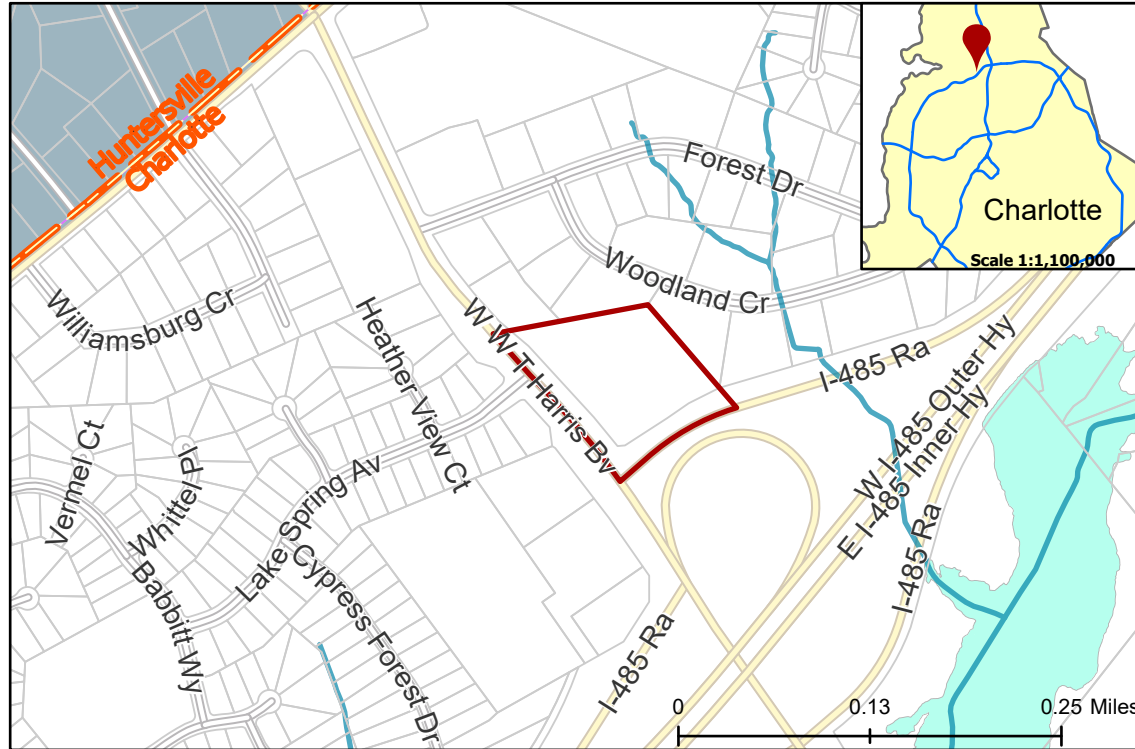 Huntersville
Charlotte
Charlotte
Scale 1:1,100,000
Forest Dr
Woodland Cr
Williamsburg Cr
Heather View Ct
W W T Harris Bv
I-485 Ra
W I-485 Outer Hy
E I-485 Inner Hy
I-485 Ra
Vermel Ct
Whittel Pl
Lake Spring Av
Babbitt Wy
Cypress Forest Dr
I-485 Ra
0 0.13 0.25 Miles